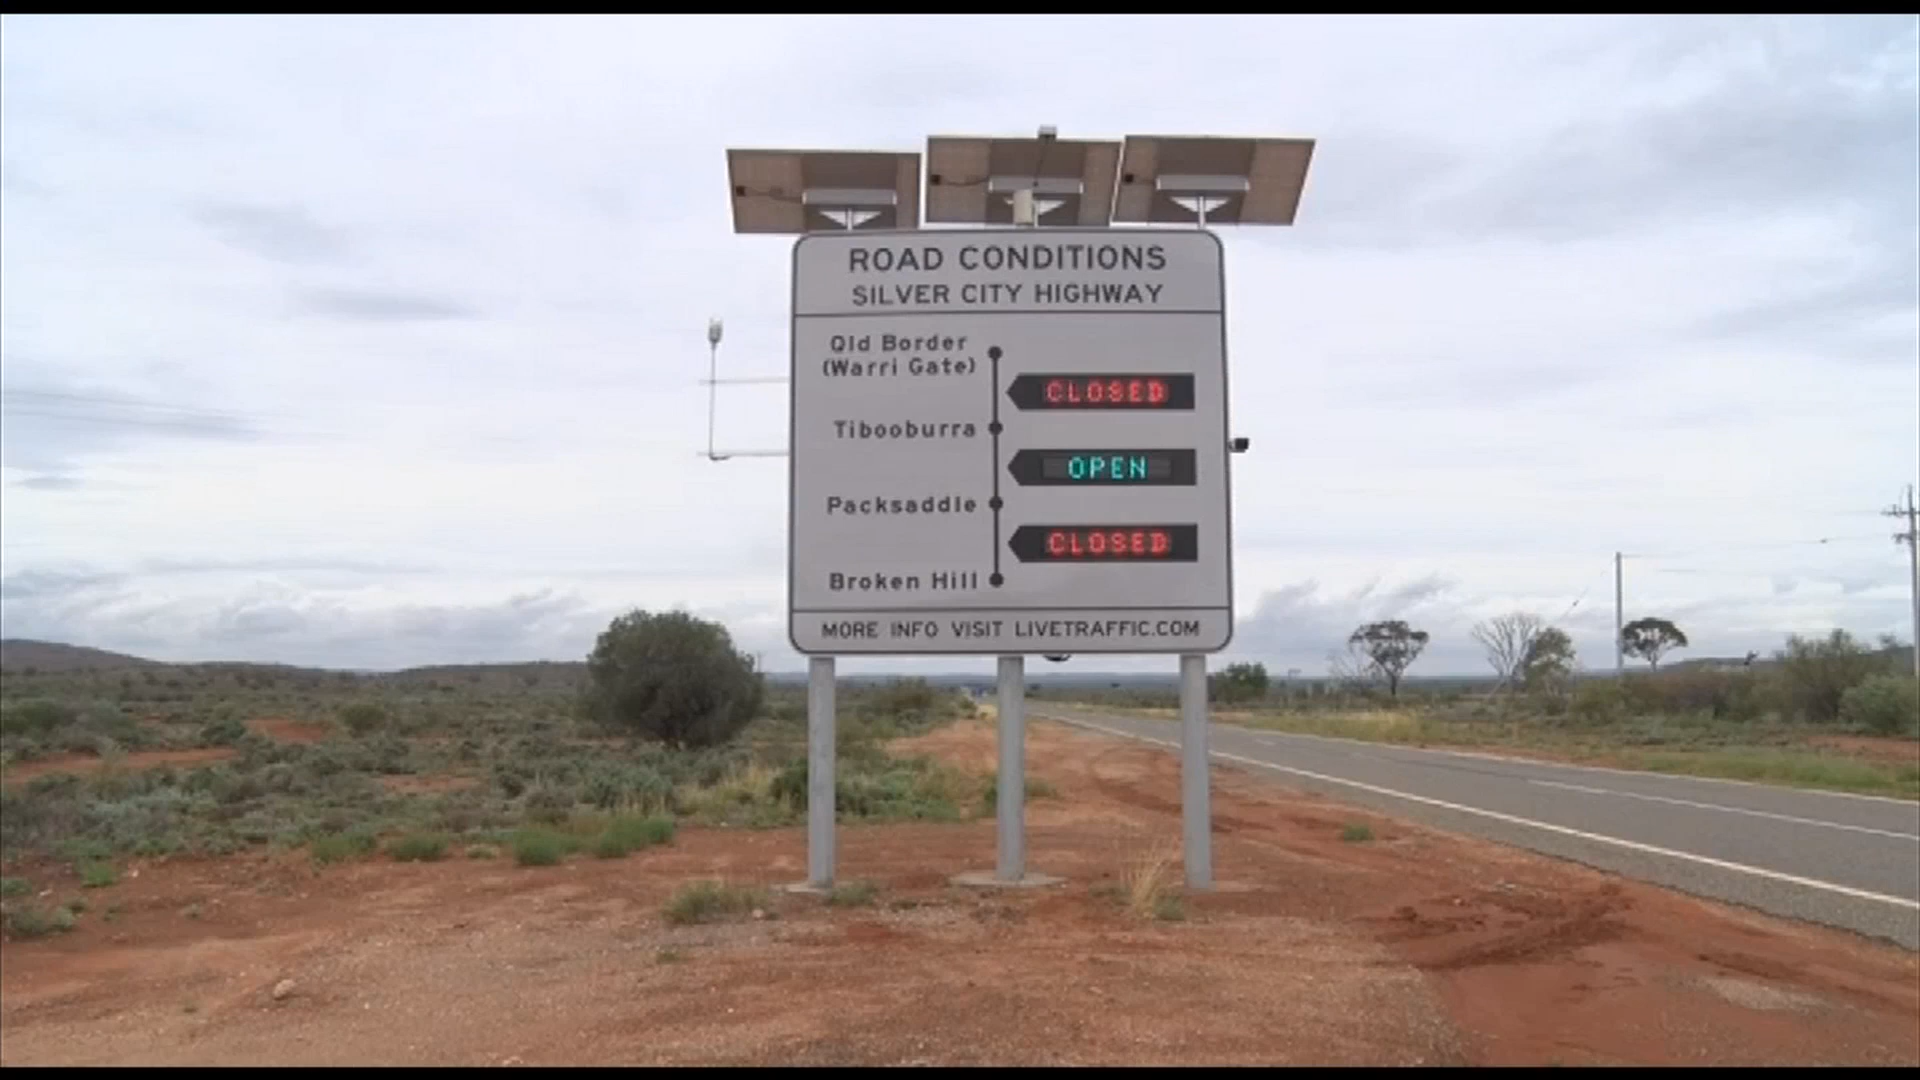 ROAD CONDITIONS
SILVER CITY HIGHWAY
Qld Border
(Warri Gate)
CLOSED
Tibooburra
OPEN
Packsaddle
CLOSED
Broken Hill
MORE INFO VISIT LIVETRAFFIC.COM